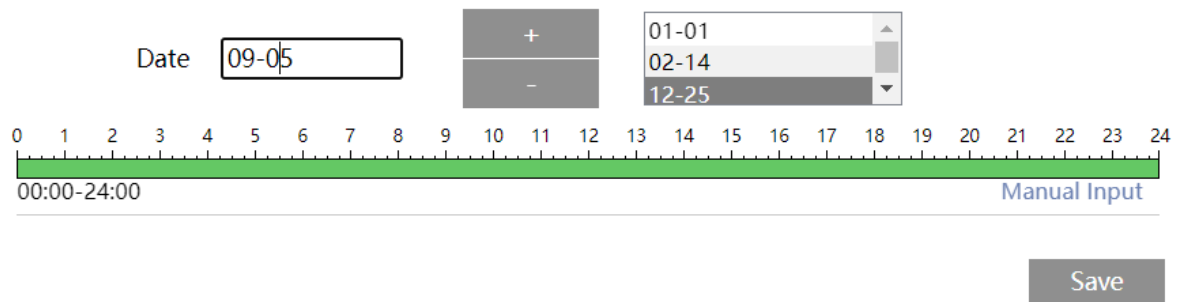 Date 09-05 + 01-01
02-14
- 12-25
0 1 2 3 4 5 6 7 8 9 10 11 12 13 14 15 16 17 18 19 20 21 22 23 24
00:00-24:00 Manual Input
Save